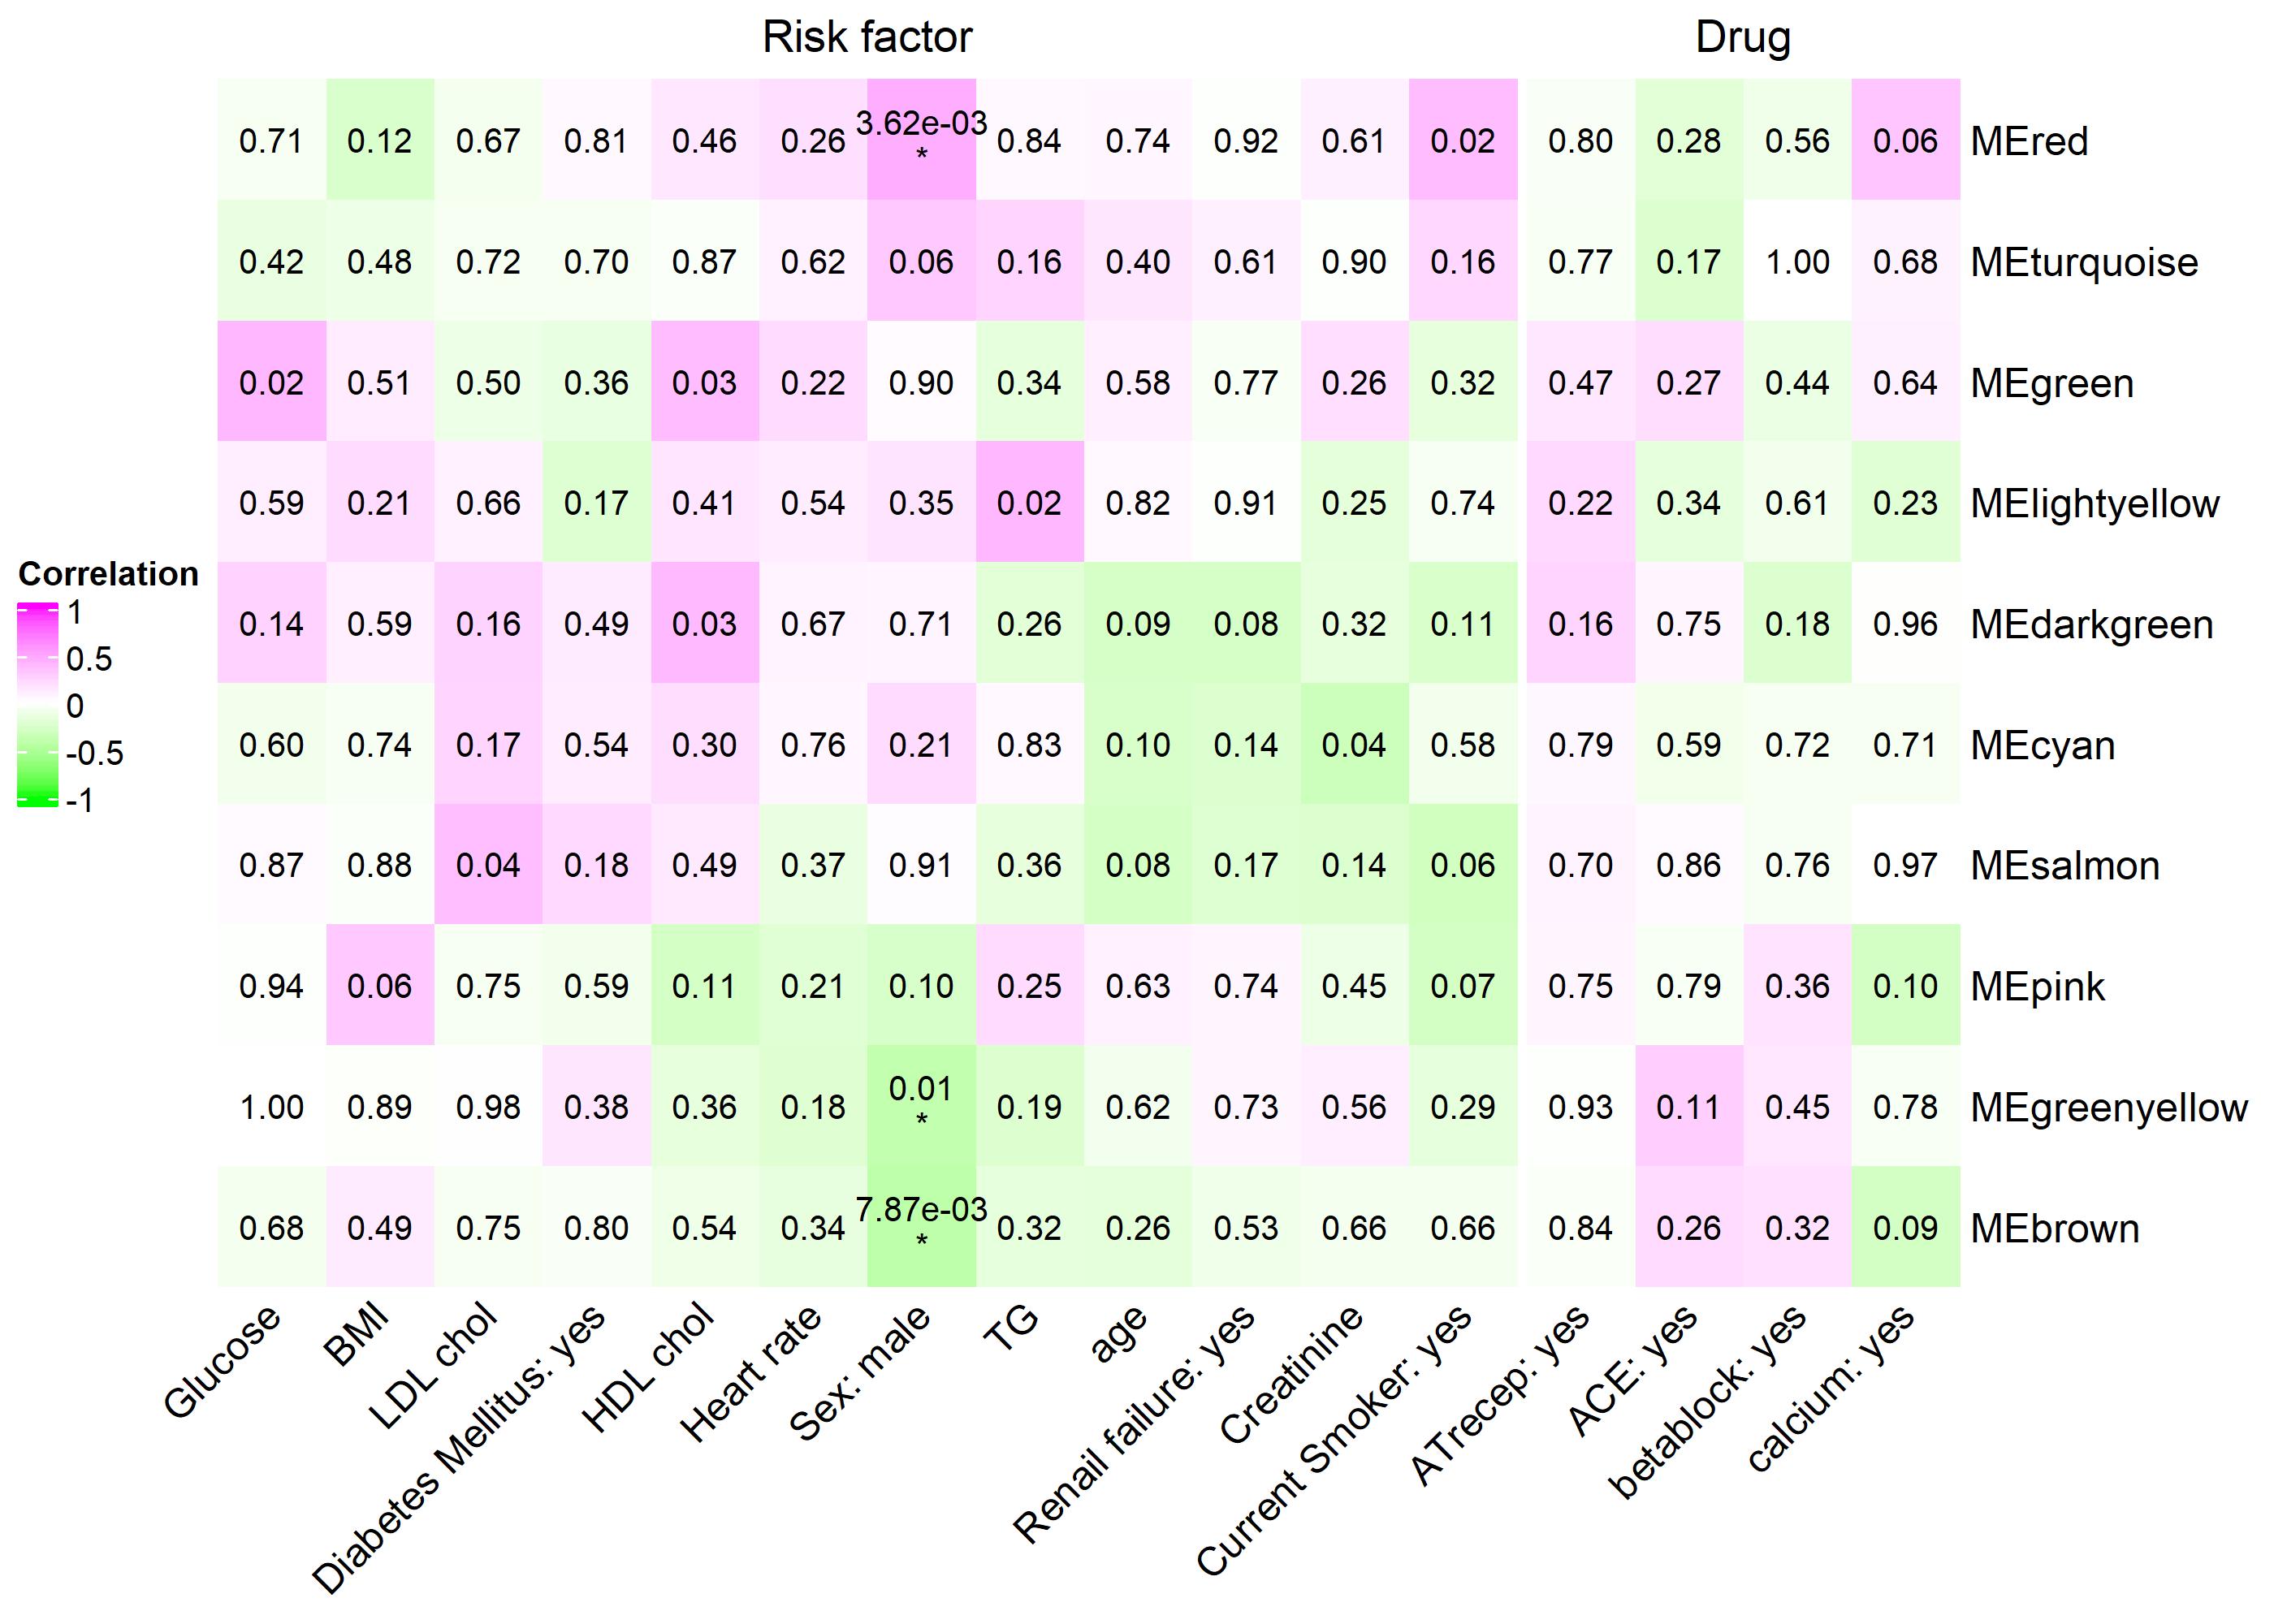 Risk factor Drug
0.71 0.12 0.67 0.81 0.46 0.26 3.62e-03 * 0.84 0.74 0.92 0.61 0.02 0.80 0.28 0.56 0.06 MEred
0.42 0.48 0.72 0.70 0.87 0.62 0.06 0.16 0.40 0.61 0.90 0.16 0.77 0.17 1.00 0.68 MEturquoise
0.02 0.51 0.50 0.36 0.03 0.22 0.90 0.34 0.58 0.77 0.26 0.32 0.47 0.27 0.44 0.64 MEgreen
0.59 0.21 0.66 0.17 0.41 0.54 0.35 0.02 0.82 0.91 0.25 0.74 0.22 0.34 0.61 0.23 MElightyellow
0.14 0.59 0.16 0.49 0.03 0.67 0.71 0.26 0.09 0.08 0.32 0.11 0.16 0.75 0.18 0.96 MEdarkgreen
0.60 0.74 0.17 0.54 0.30 0.76 0.21 0.83 0.10 0.14 0.04 0.58 0.79 0.59 0.72 0.71 MEcyan
0.87 0.88 0.04 0.18 0.49 0.37 0.91 0.36 0.08 0.17 0.14 0.06 0.70 0.86 0.76 0.97 MEsalmon
0.94 0.06 0.75 0.59 0.11 0.21 0.10 0.25 0.63 0.74 0.45 0.07 0.75 0.79 0.36 0.10 MEpink
1.00 0.89 0.98 0.38 0.36 0.18 0.01 * 0.19 0.62 0.73 0.56 0.29 0.93 0.11 0.45 0.78 MEgreenyellow
0.68 0.49 0.75 0.80 0.54 0.34 7.87e-03 * 0.32 0.26 0.53 0.66 0.66 0.84 0.26 0.32 0.09 MEbrown
Correlation
1
0.5
0
-0.5
-1
Glucose
BMI
LDL chol
Diabetes Mellitus: yes
HDL chol
Heart rate
Sex: male
TG
age
Renail failure: yes
Creatinine
Current Smoker: yes
ATrecep: yes
ACE: yes
betablock: yes
calcium: yes